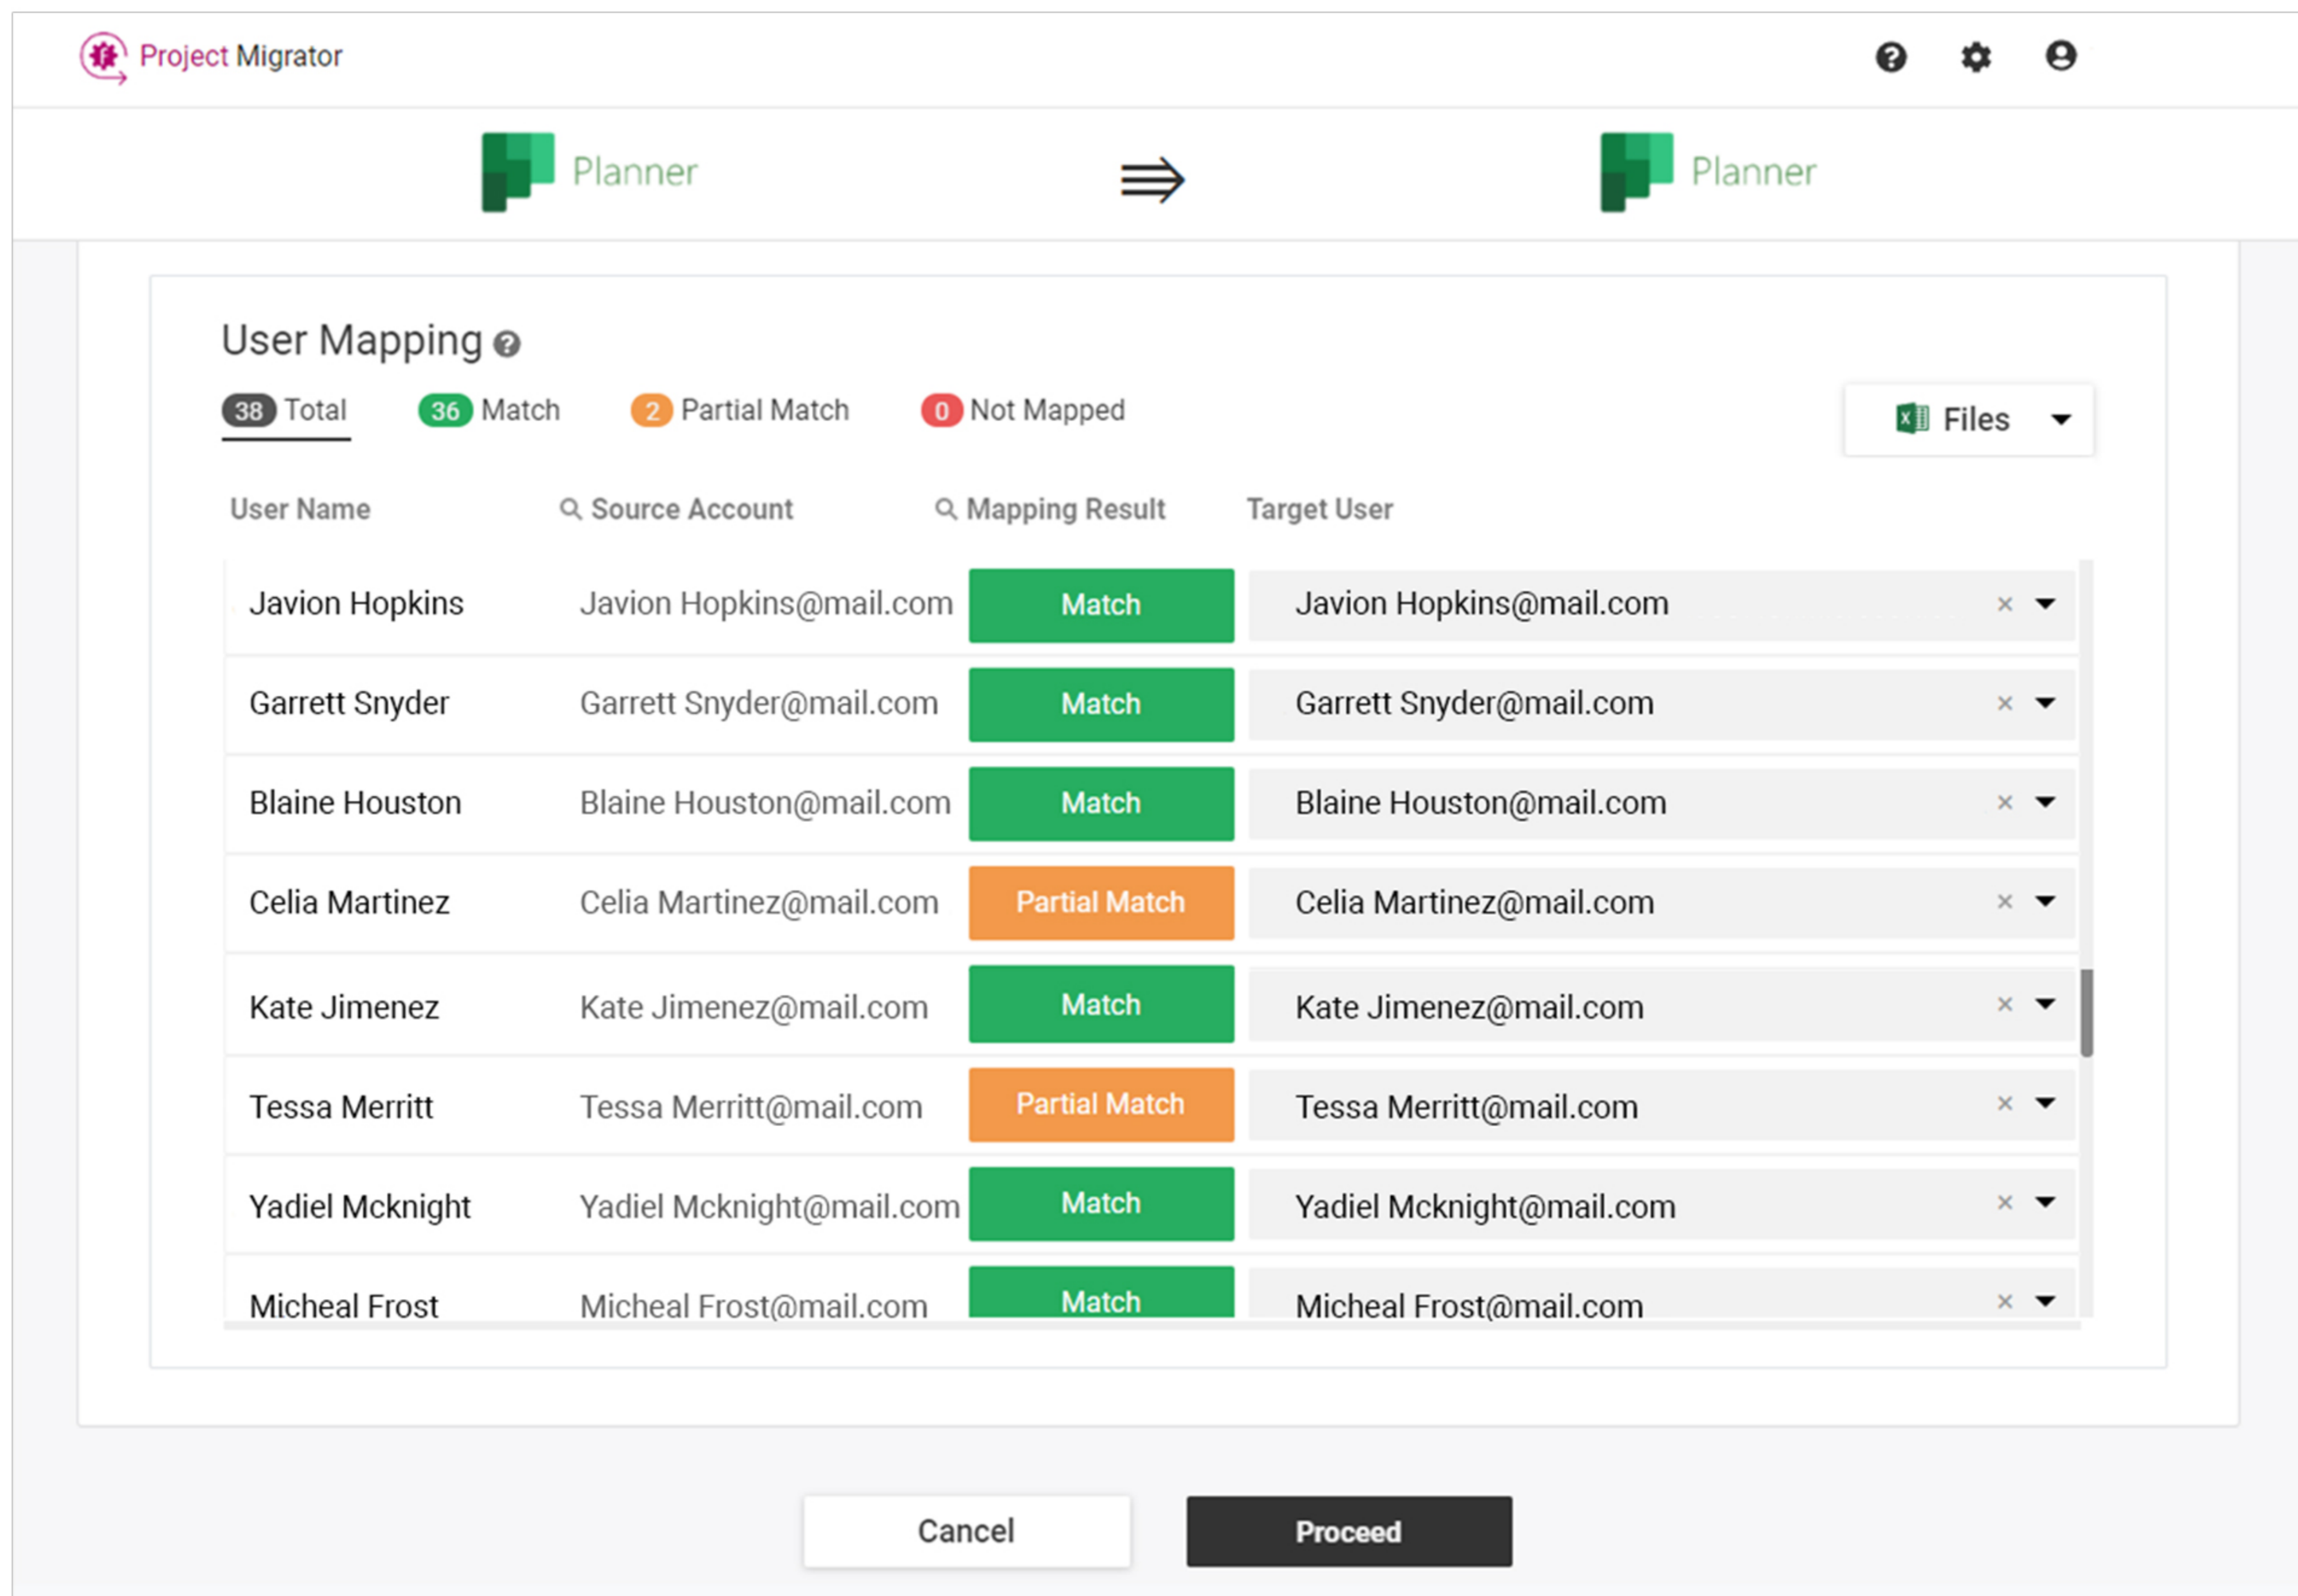 Project Migrator
Planner
Planner
User Mapping
38 Total 36 Match 2 Partial Match 0 Not Mapped
Files
User Name Source Account Mapping Result Target User
Javion Hopkins Javion Hopkins@mail.com Match Javion Hopkins@mail.com
Garrett Snyder Garrett Snyder@mail.com Match Garrett Snyder@mail.com
Blaine Houston Blaine Houston@mail.com Match Blaine Houston@mail.com
Celia Martinez Celia Martinez@mail.com Partial Match Celia Martinez@mail.com
Kate Jimenez Kate Jimenez@mail.com Match Kate Jimenez@mail.com
Tessa Merritt Tessa Merritt@mail.com Partial Match Tessa Merritt@mail.com
Yadiel Mcknight Yadiel Mcknight@mail.com Match Yadiel Mcknight@mail.com
Micheal Frost Micheal Frost@mail.com Match Micheal Frost@mail.com
Cancel Proceed